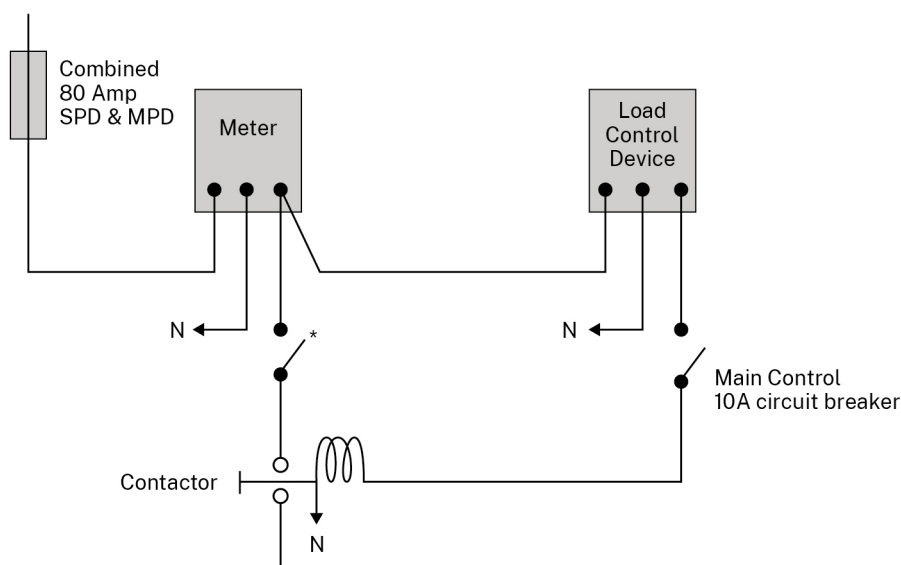 Combined
80 Amp
SPD & MPD
Meter
Load
Control
Device
N
*
N
Main Control
10A circuit breaker
Contactor
N